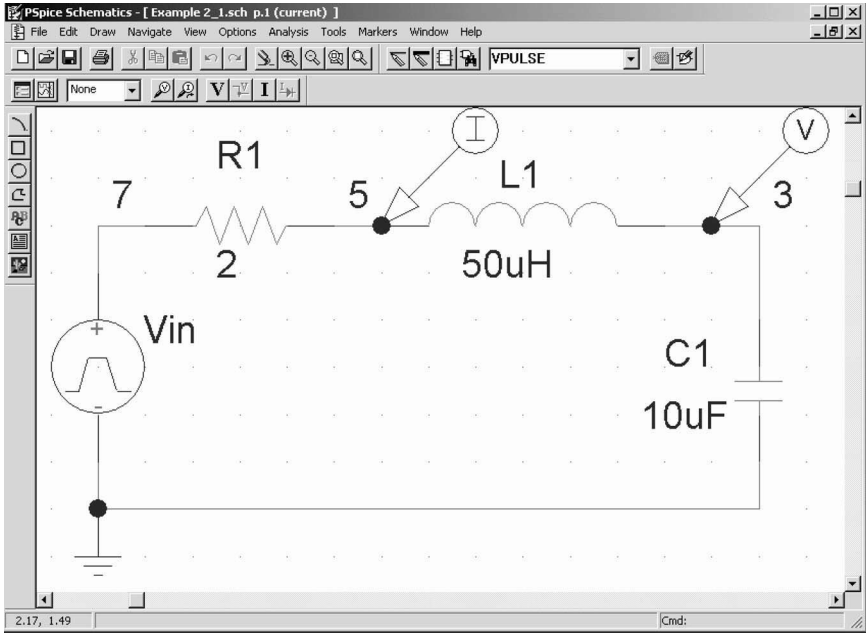 PSpice Schematics - [ Example 2_1.sch p.1 (current) ]
File Edit Draw Navigate View Options Analysis Tools Markers Window Help
VPULSE
None
V I
I
V
R1
L1
7
5
3
2
50uH
Vin
+
-
C1
10uF
2.17, 1.49
Cmd: